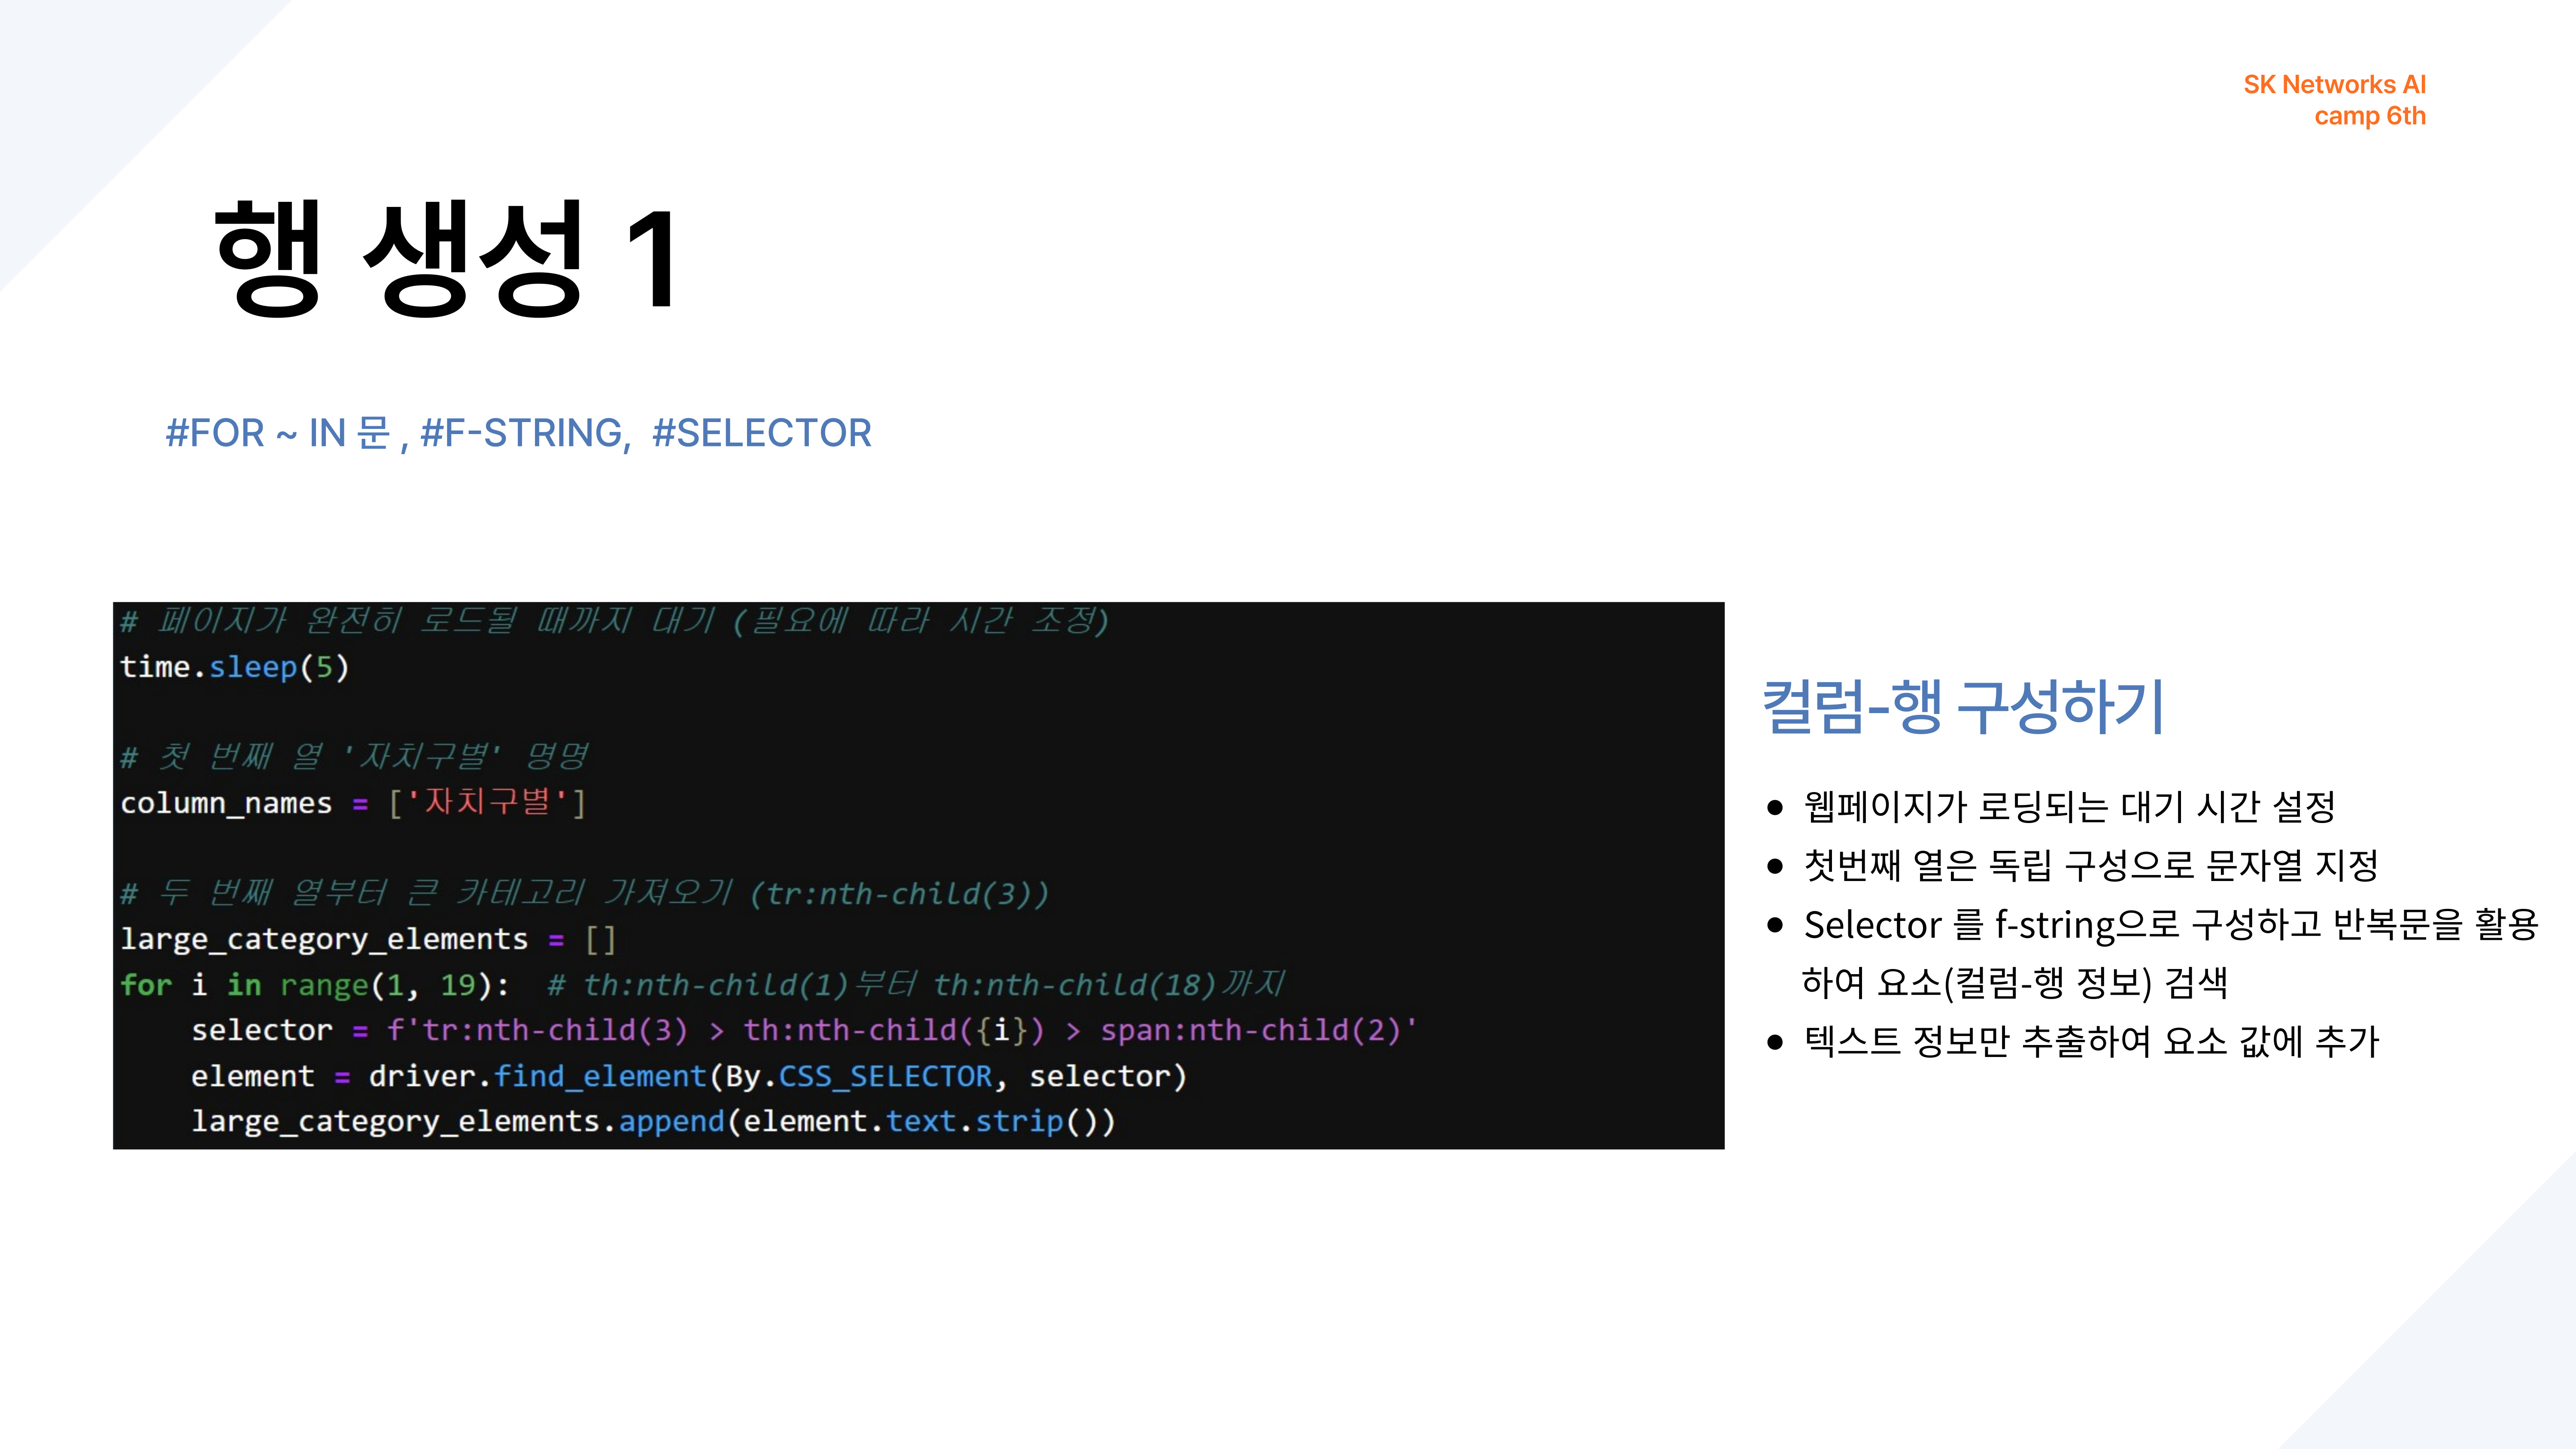 SK Networks AI
camp 6th
행 생성 1
#FOR ~ IN 문 , #F-STRING, #SELECTOR
# 페이지가 완전히 로드될 때까지 대기 (필요에 따라 시간 조정)
time.sleep(5)
# 첫 번째 열 '자치구별' 명명
column_names = ['자치구별']
# 두 번째 열부터 큰 카테고리 가져오기 (tr:nth-child(3))
large_category_elements = []
for i in range(1, 19):  # th:nth-child(1)부터 th:nth-child(18)까지
    selector = f'tr:nth-child(3) > th:nth-child({i}) > span:nth-child(2)'
    element = driver.find_element(By.CSS_SELECTOR, selector)
    large_category_elements.append(element.text.strip())
컬럼-행 구성하기
● 웹페이지가 로딩되는 대기 시간 설정
● 첫번째 열은 독립 구성으로 문자열 지정
● Selector 를 f-string으로 구성하고 반복문을 활용
하여 요소(컬럼-행 정보) 검색
● 텍스트 정보만 추출하여 요소 값에 추가